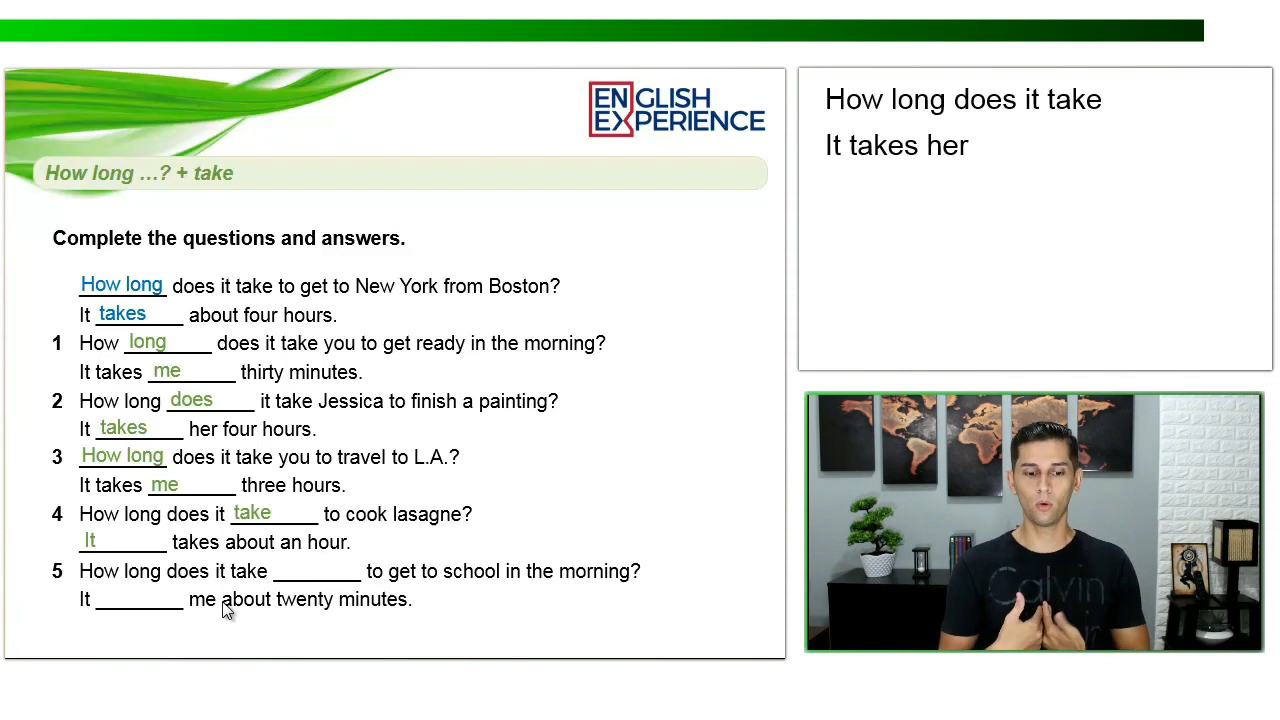 ENGLISH
EXPERIENCE
How long …? + take
Complete the questions and answers.
How long does it take to get to New York from Boston?
It takes about four hours.
1 How long does it take you to get ready in the morning?
It takes me thirty minutes.
2 How long does it take Jessica to finish a painting?
It takes her four hours.
3 How long does it take you to travel to L.A.?
It takes me three hours.
4 How long does it take to cook lasagne?
It takes about an hour.
5 How long does it take ________ to get to school in the morning?
It ________ me about twenty minutes.
How long does it take
It takes her
Calvin